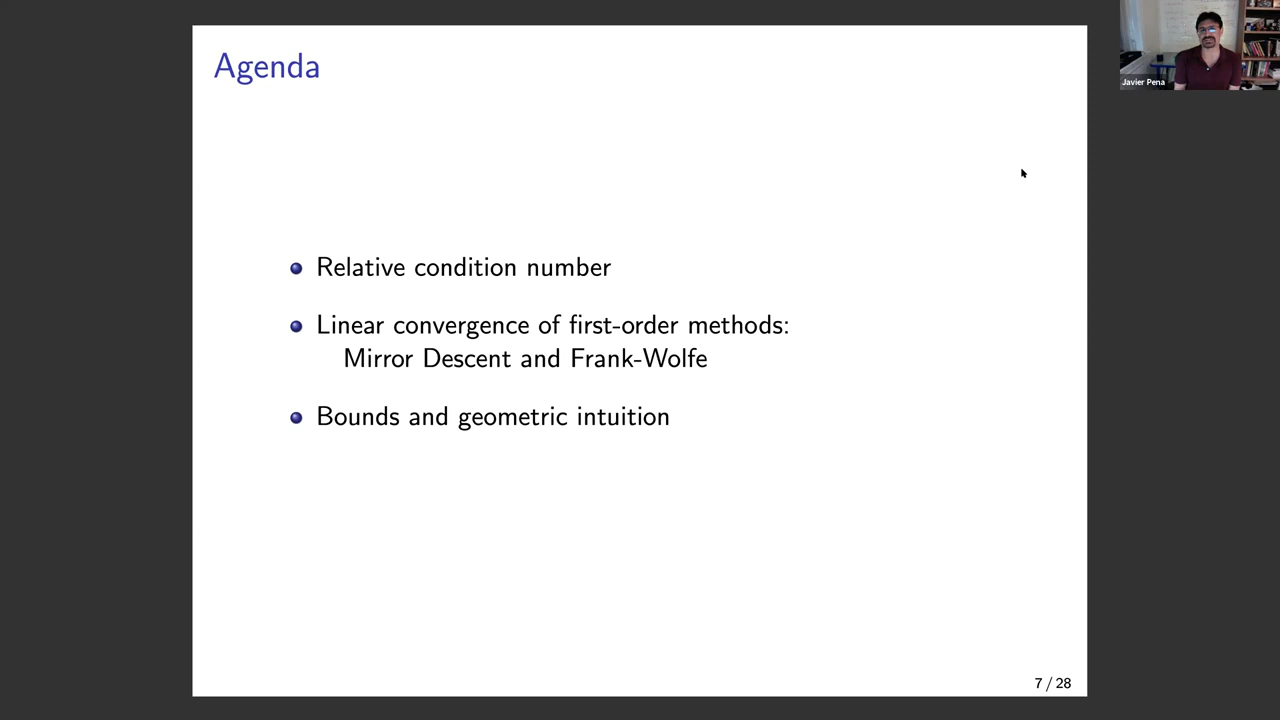 Agenda
Javier Pena
Relative condition number
Linear convergence of first-order methods:
Mirror Descent and Frank-Wolfe
Bounds and geometric intuition
7 / 28